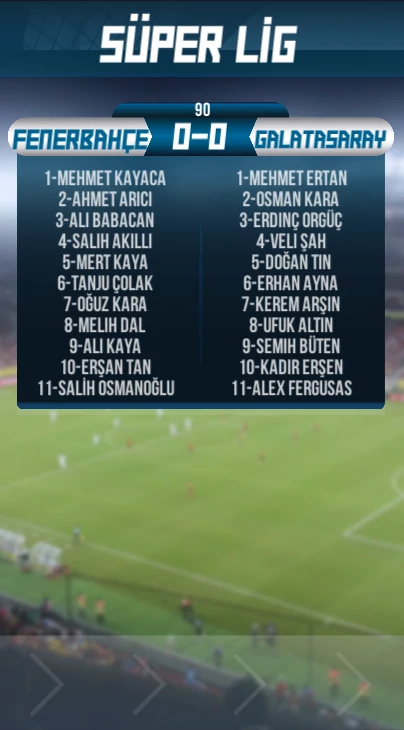 SÜPER LİG
90
FENERBAHÇE 0-0 GALATASARAY
1-MEHMET KAYACA
2-AHMET ARICI
3-ALI BABACAN
4-SALIH AKILLI
5-MERT KAYA
6-TANJU ÇOLAK
7-OĞUZ KARA
8-MELIH DAL
9-ALI KAYA
10-ERŞAN TAN
11-SALİH OSMANOĞLU
1-MEHMET ERTAN
2-OSMAN KARA
3-ERDINÇ ORGÜÇ
4-VELI ŞAH
5-DOĞAN TIN
6-ERHAN AYNA
7-KEREM ARŞIN
8-UFUK ALTIN
9-SEMIH BÜTEN
10-KADIR ERŞEN
11-ALEX FERGUSAS